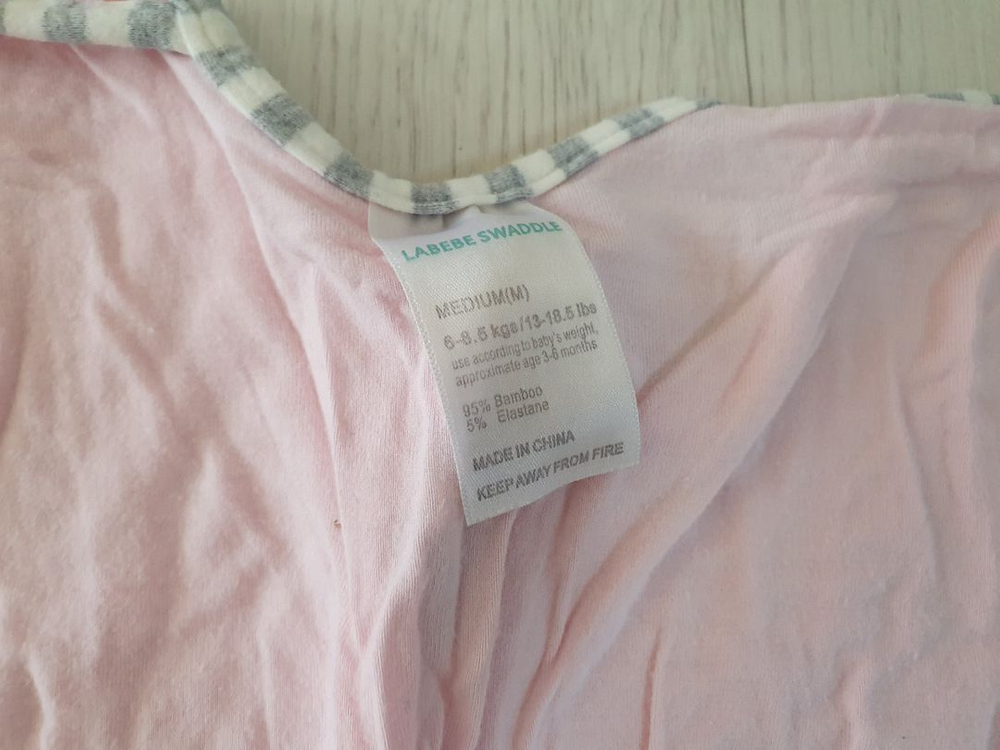 LABEBE SWADDLE
MEDIUM(M)
6-8.5 kgs/13-18.5 lbs
use according to baby's weight,
approximate age 3-6 months
95% Bamboo
5% Elastane
MADE IN CHINA
KEEP AWAY FROM FIRE